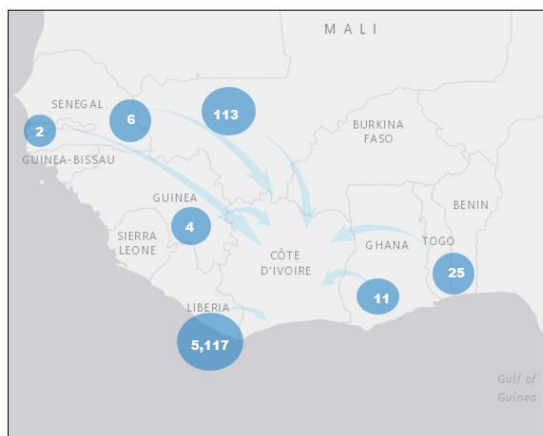 MALI
SENEGAL
6
113
2
BURKINA
FASO
GUINEA-BISSAU
GUINEA
BENIN
4
SIERRA
LEONE
CÔTE
D'IVOIRE
GHANA
TOGO
25
11
LIBERIA
5,117
Gulf of
Guinea